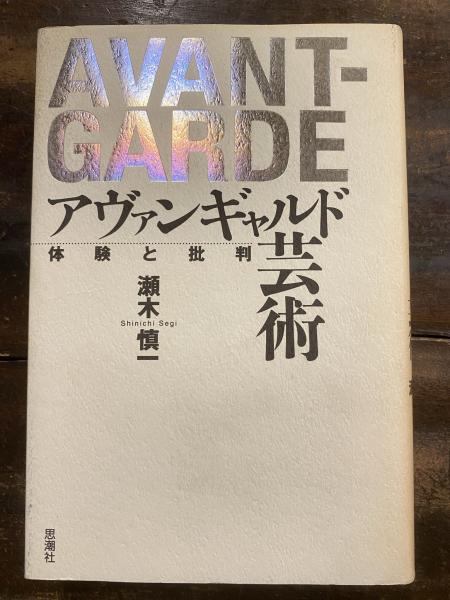 AVANT-
GARDE
アヴァンギャルド
芸術
体験と批判
瀬木
Shinichi Segi
慎一
思潮社